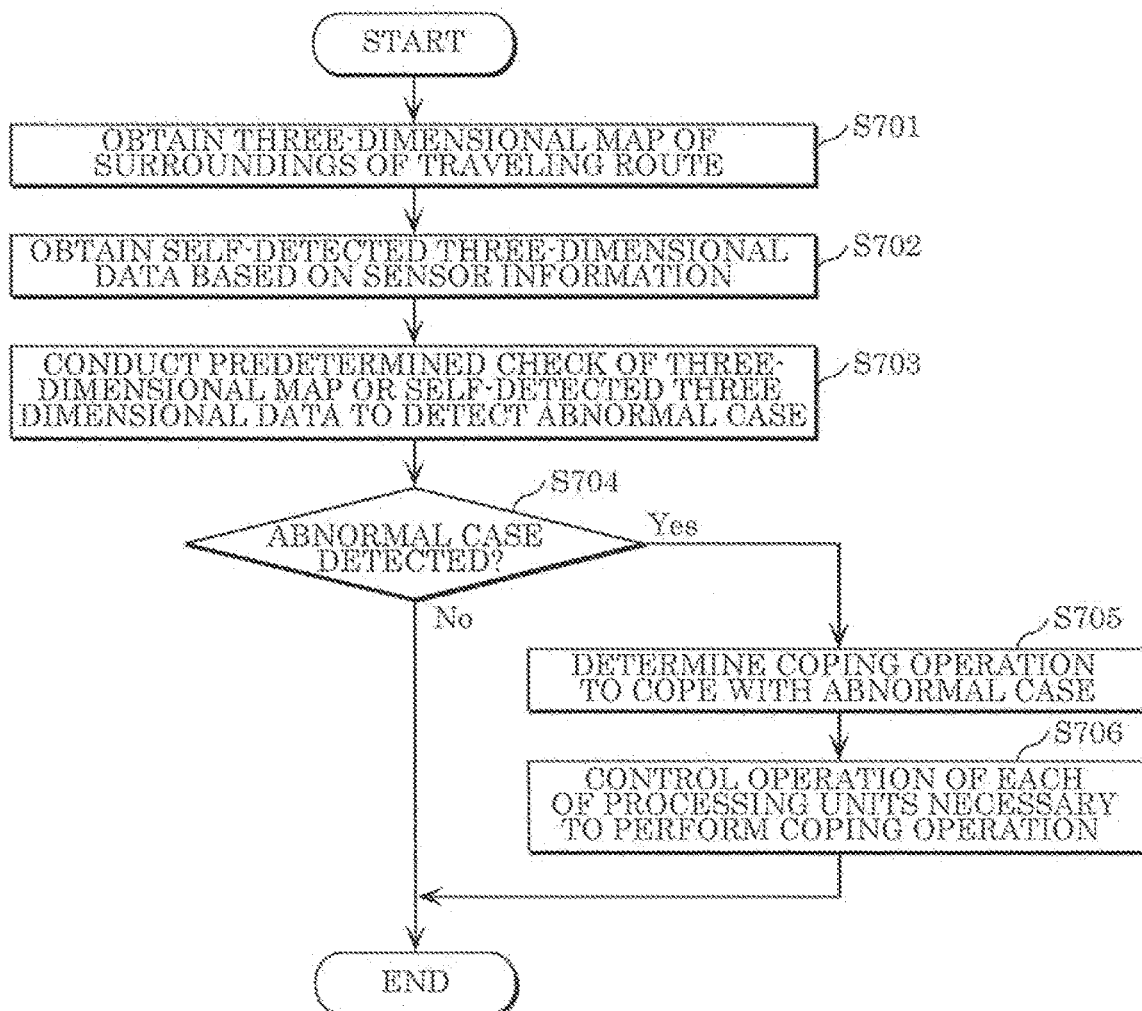 START
S701
OBTAIN THREE-DIMENSIONAL MAP OF
SURROUNDINGS OF TRAVELING ROUTE
S702
OBTAIN SELF-DETECTED THREE-DIMENSIONAL
DATA BASED ON SENSOR INFORMATION
S703
CONDUCT PREDETERMINED CHECK OF THREE-
DIMENSIONAL MAP OR SELF-DETECTED THREE
DIMENSIONAL DATA TO DETECT ABNORMAL CASE
S704
ABNORMAL CASE
DETECTED?
Yes
No
S705
DETERMINE COPING OPERATION
TO COPE WITH ABNORMAL CASE
S706
CONTROL OPERATION OF EACH
OF PROCESSING UNITS NECESSARY
TO PERFORM COPING OPERATION
END